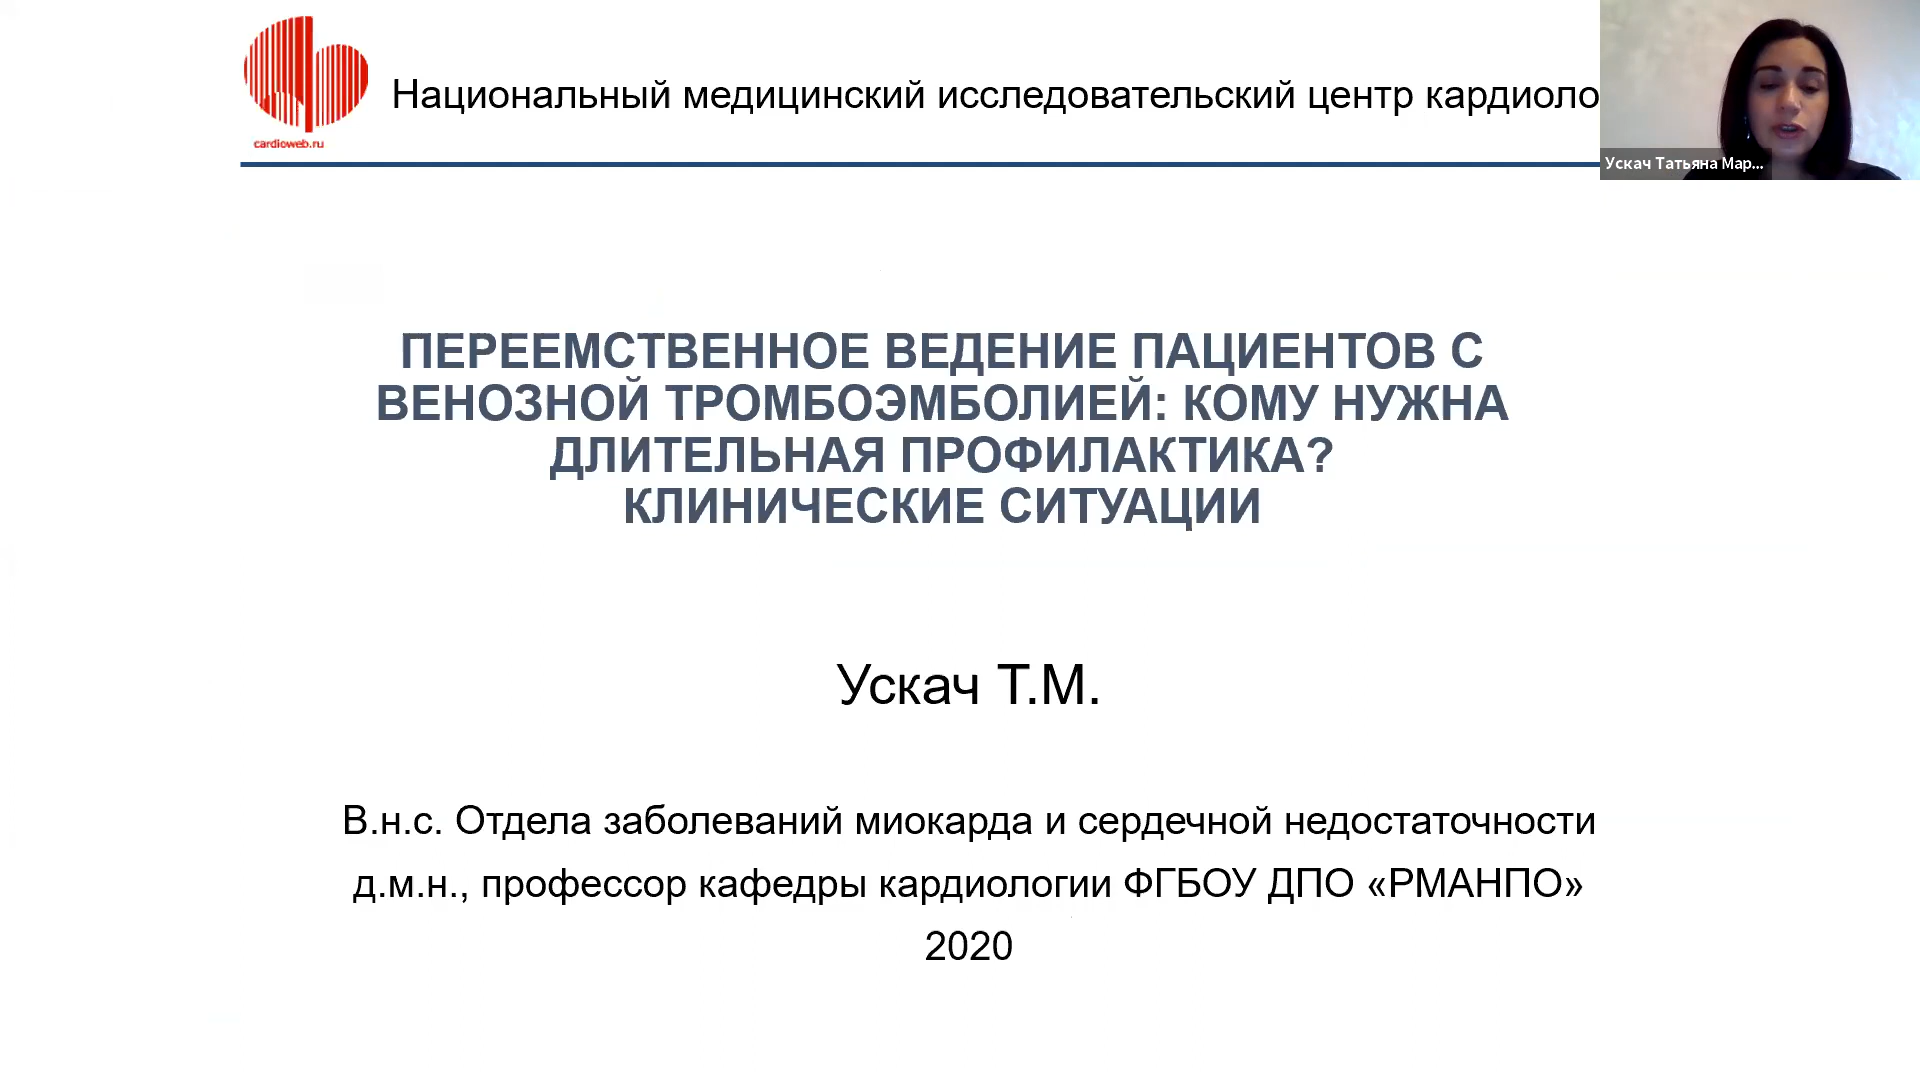 cardioweb.ru
Национальный медицинский исследовательский центр кардиоло
Ускач Татьяна Мар...
ПЕРЕЕМСТВЕННОЕ ВЕДЕНИЕ ПАЦИЕНТОВ С
ВЕНОЗНОЙ ТРОМБОЭМБОЛИЕЙ: КОМУ НУЖНА
ДЛИТЕЛЬНАЯ ПРОФИЛАКТИКА?
КЛИНИЧЕСКИЕ СИТУАЦИИ
Ускач Т.М.
В.н.с. Отдела заболеваний миокарда и сердечной недостаточности
д.м.н., профессор кафедры кардиологии ФГБОУ ДПО «РМАНПО»
2020